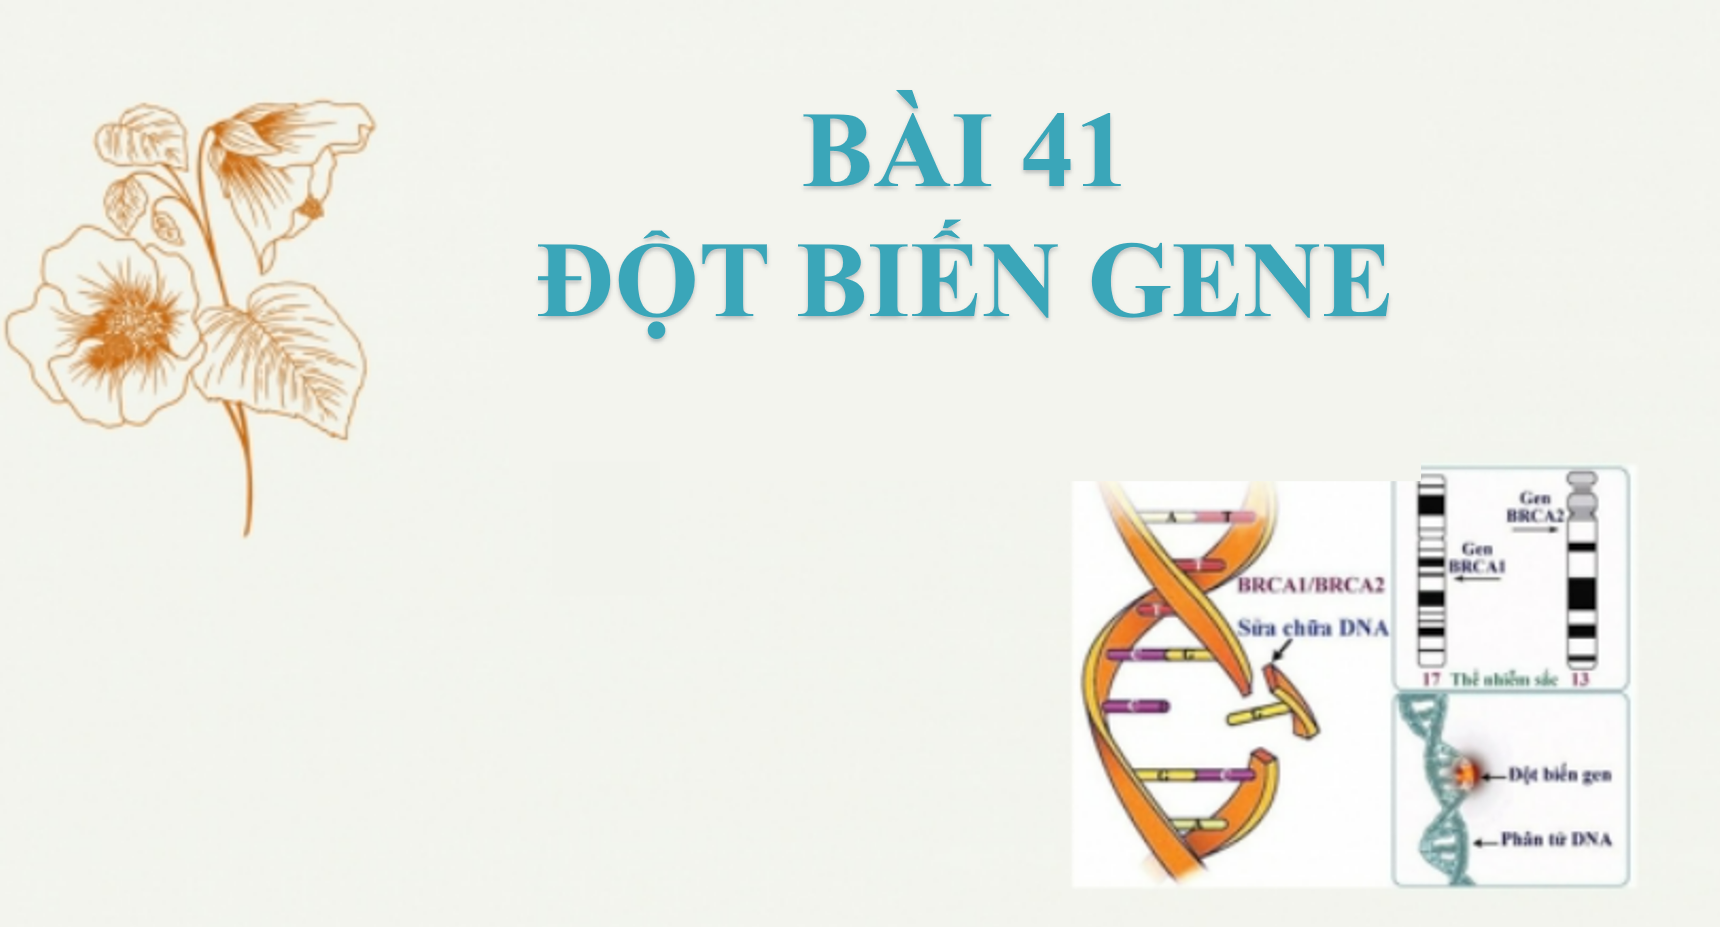 BÀI 41
ĐỘT BIẾN GENE
A T
T
T
C G
C
G
G C
A
BRCA1/BRCA2
Sửa chữa DNA
Gen
BRCA2
Gen
BRCA1
17 Thể nhiễm sắc 13
Đột biến gen
Phân tử DNA